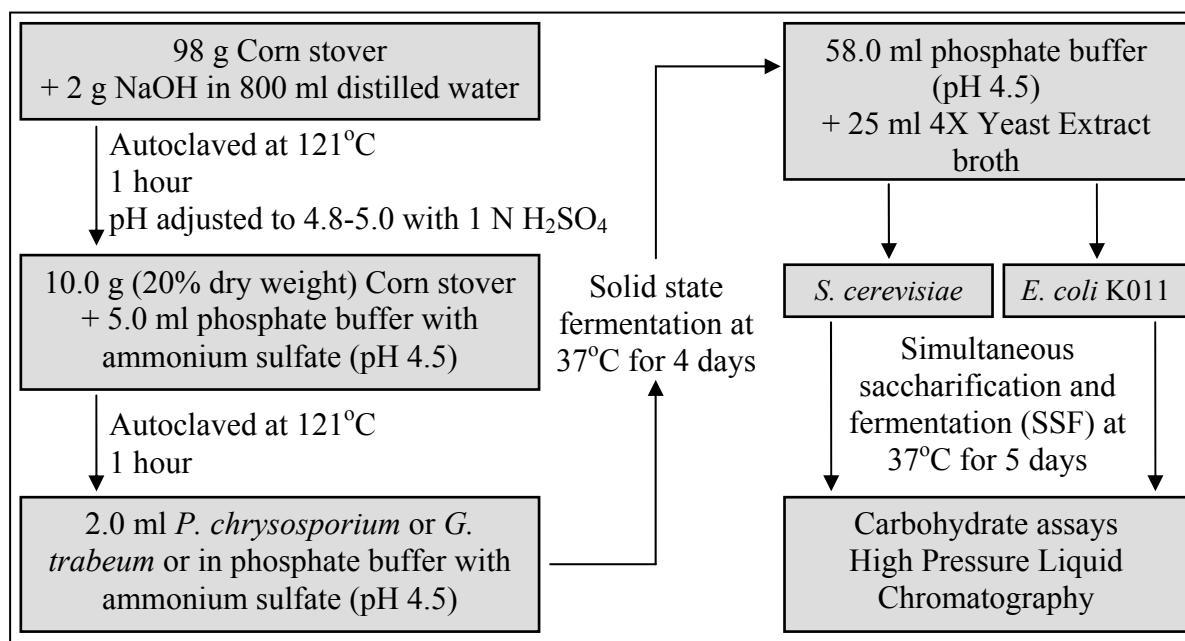 98 g Corn stover
+ 2 g NaOH in 800 ml distilled water
Autoclaved at 121°C
1 hour
pH adjusted to 4.8-5.0 with 1 N H₂SO₄
10.0 g (20% dry weight) Corn stover
+ 5.0 ml phosphate buffer with
ammonium sulfate (pH 4.5)
Autoclaved at 121°C
1 hour
2.0 ml P. chrysosporium or G.
trabeum or in phosphate buffer with
ammonium sulfate (pH 4.5)
Solid state
fermentation at
37°C for 4 days
58.0 ml phosphate buffer
(pH 4.5)
+ 25 ml 4X Yeast Extract
broth
S. cerevisiae
E. coli K011
Simultaneous
saccharification and
fermentation (SSF) at
37°C for 5 days
Carbohydrate assays
High Pressure Liquid
Chromatography